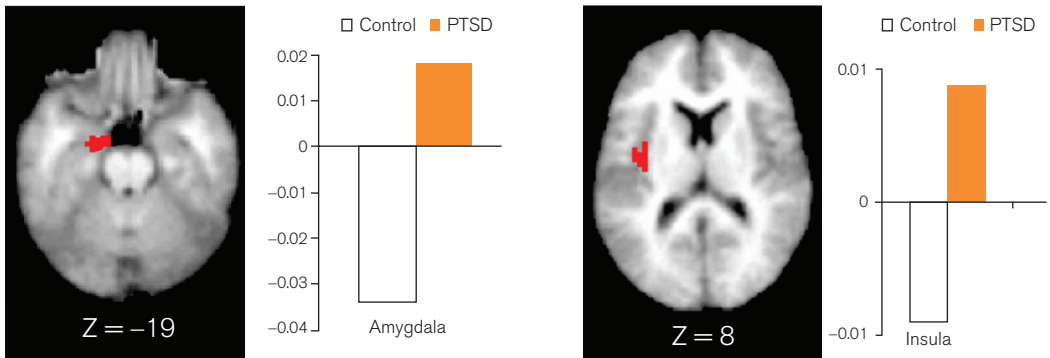 □ Control ■ PTSD
0.02
0.01
0
–0.01
–0.02
–0.03
–0.04
Amygdala
Z = –19
□ Control ■ PTSD
0.01
0
–0.01
Insula
Z = 8